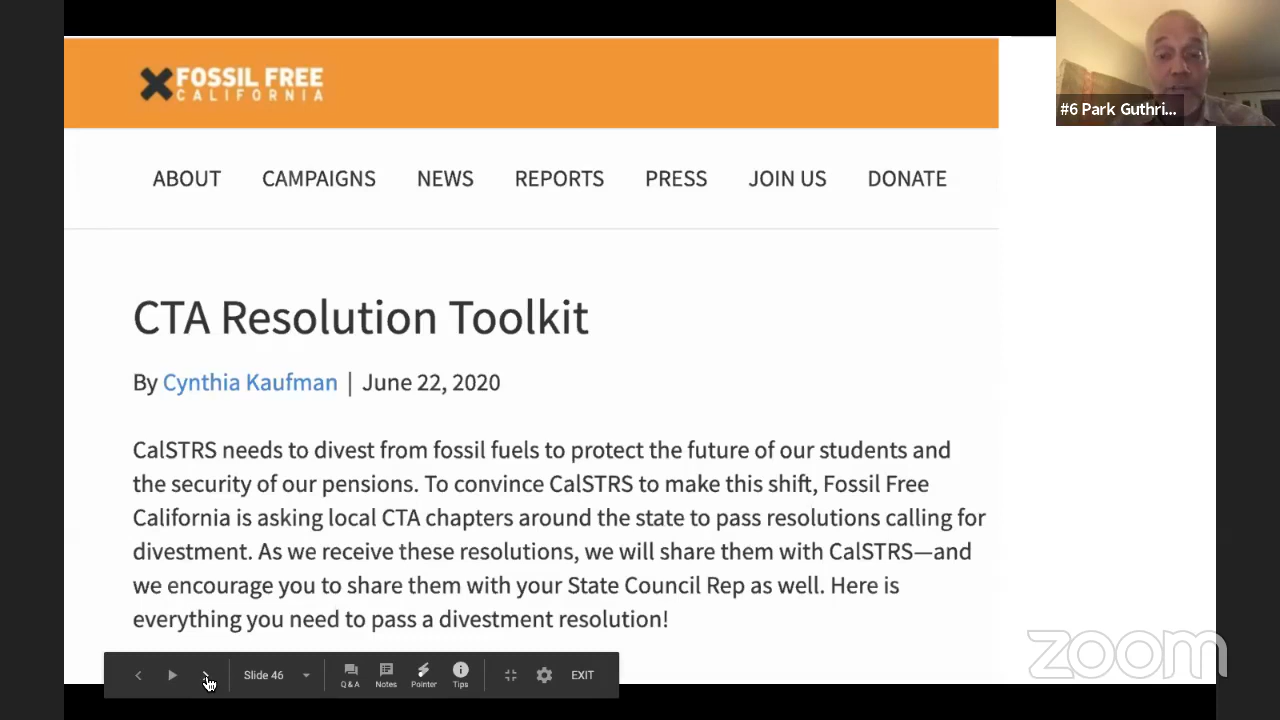 FOSSIL FREE
CALIFORNIA
#6 Park Guthri...
ABOUT CAMPAIGNS NEWS REPORTS PRESS JOIN US DONATE
CTA Resolution Toolkit
By Cynthia Kaufman | June 22, 2020
CalSTRS needs to divest from fossil fuels to protect the future of our students and
the security of our pensions. To convince CalSTRS to make this shift, Fossil Free
California is asking local CTA chapters around the state to pass resolutions calling for
divestment. As we receive these resolutions, we will share them with CalSTRS—and
we encourage you to share them with your State Council Rep as well. Here is
everything you need to pass a divestment resolution!
zoom
Slide 46 Q&A Notes Pointer Tips EXIT